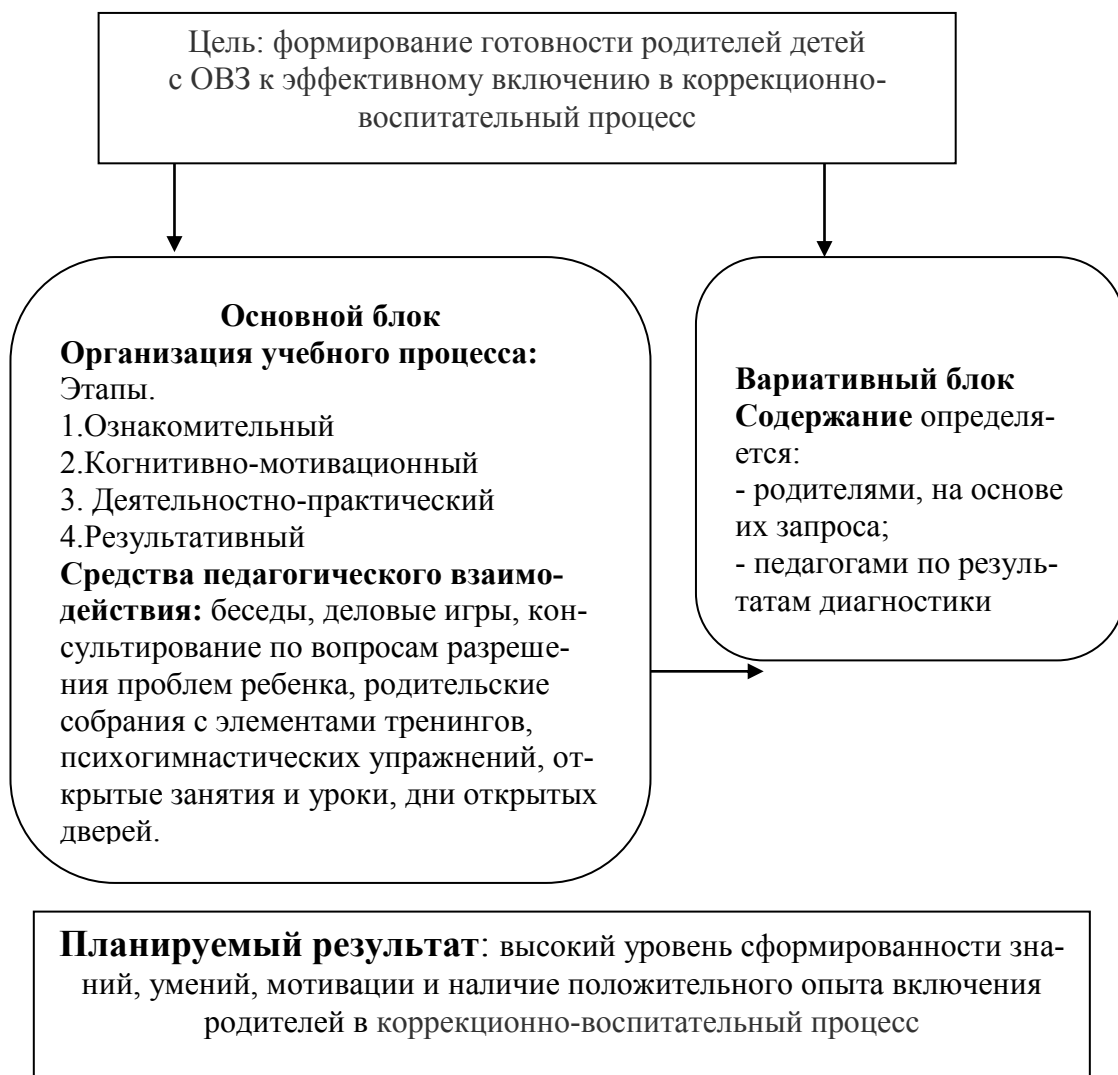 Цель: формирование готовности родителей детей
с ОВЗ к эффективному включению в коррекционно-
воспитательный процесс
Основной блок
Организация учебного процесса:
Этапы.
1.Ознакомительный
2.Когнитивно-мотивационный
3. Деятельностно-практический
4.Результативный
Средства педагогического взаимо-
действия: беседы, деловые игры, кон-
сультирование по вопросам разреше-
ния проблем ребенка, родительские
собрания с элементами тренингов,
психогимнастических упражнений, от-
крытые занятия и уроки, дни открытых
дверей.
Вариативный блок
Содержание определя-
ется:
- родителями, на основе
их запроса;
- педагогами по резуль-
татам диагностики
Планируемый результат: высокий уровень сформированности зна-
ний, умений, мотивации и наличие положительного опыта включения
родителей в коррекционно-воспитательный процесс